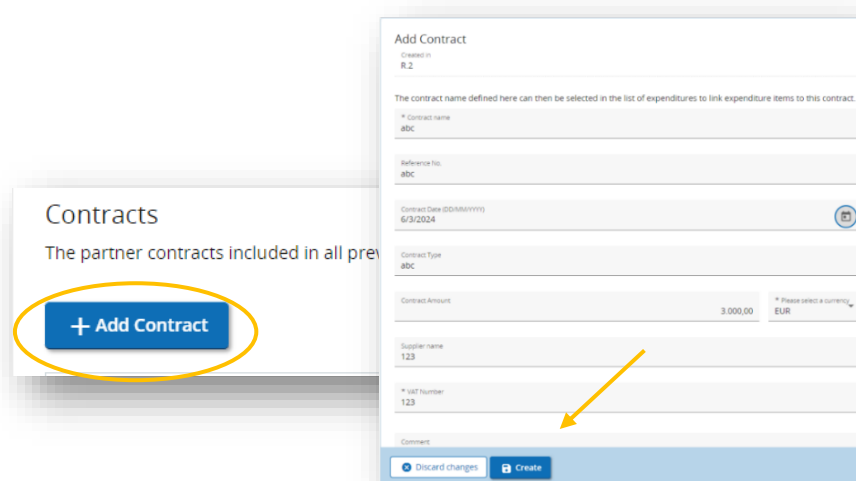 Contracts
The partner contracts included in all prev
+ Add Contract
Add Contract
Created in
R.2
The contract name defined here can then be selected in the list of expenditures to link expenditure items to this contract.
* Contract name
abc
Reference No.
abc
Contract Date (DD/MM/YYYY)
6/3/2024
Contract Type
abc
Contract Amount
3.000,00
* Please select a currency
EUR
Supplier name
123
* VAT Number
123
Comment
Discard changes
Create